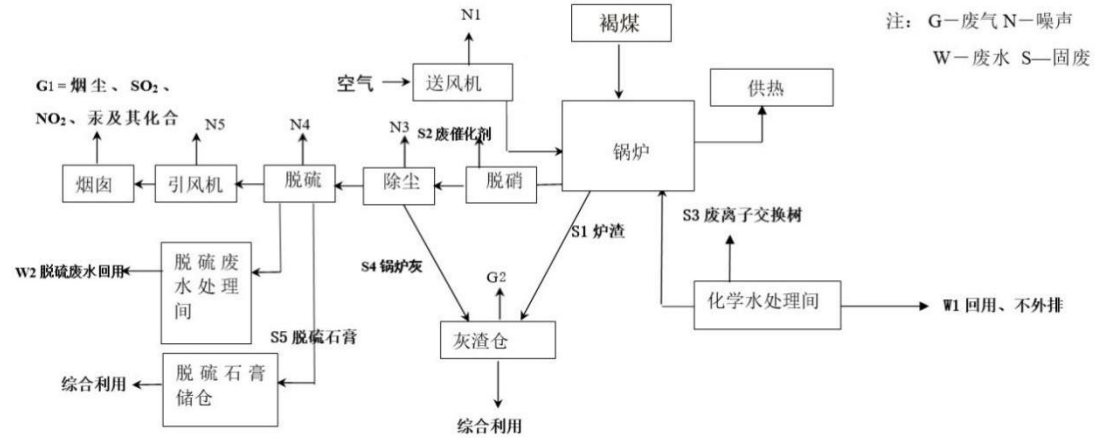 N1
褐煤
注： G－废气 N－噪声
W－废水 S—固废
空气
送风机
供热
G1=烟尘、SO₂、
NO₂、汞及其化合
N5
N4
N3
S2 废催化剂
锅炉
烟囱
引风机
脱硫
除尘
脱硝
S3 废离子交换树
S1 炉渣
W2 脱硫废水回用
脱硫废
水处理
间
S4 锅炉灰
G2
化学水处理间
W1 回用、不外排
S5 脱硫石膏
灰渣仓
综合利用
脱硫石膏
储仓
综合利用